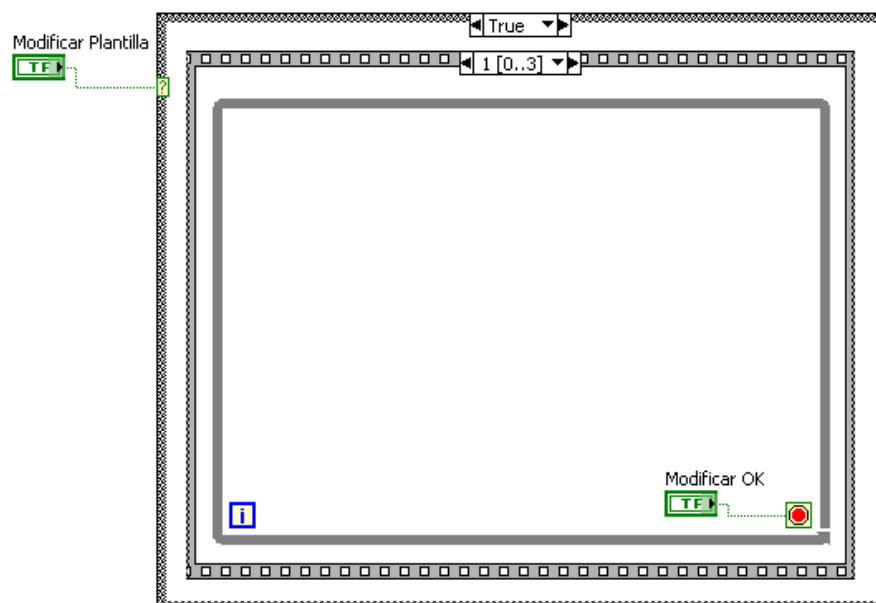 True
Modificar Plantilla
TF
1 [0..3]
?
Modificar OK
TF
i